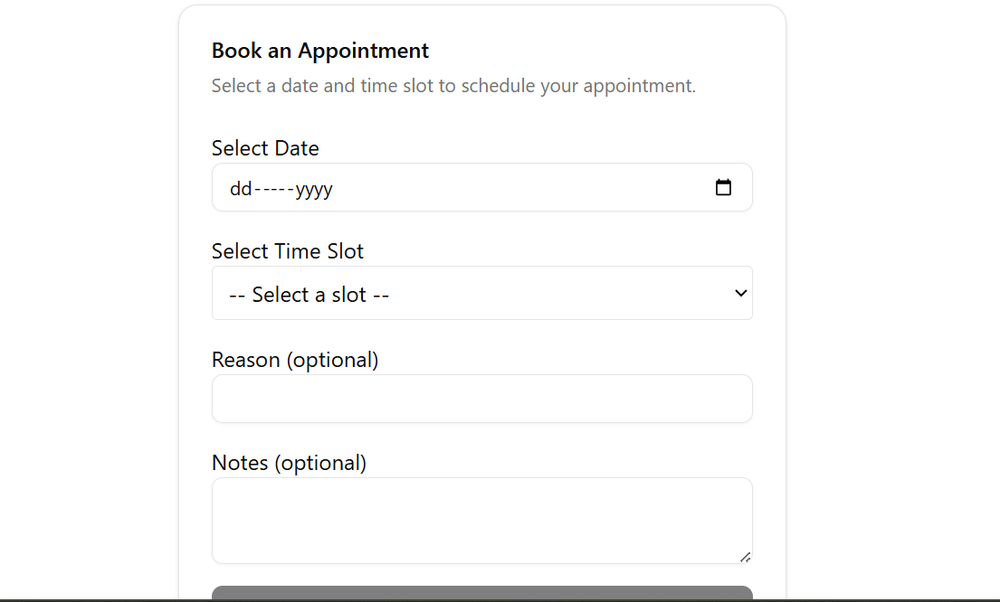 Book an Appointment
Select a date and time slot to schedule your appointment.
Select Date
dd-----yyyy
Select Time Slot
-- Select a slot --
Reason (optional)
Notes (optional)